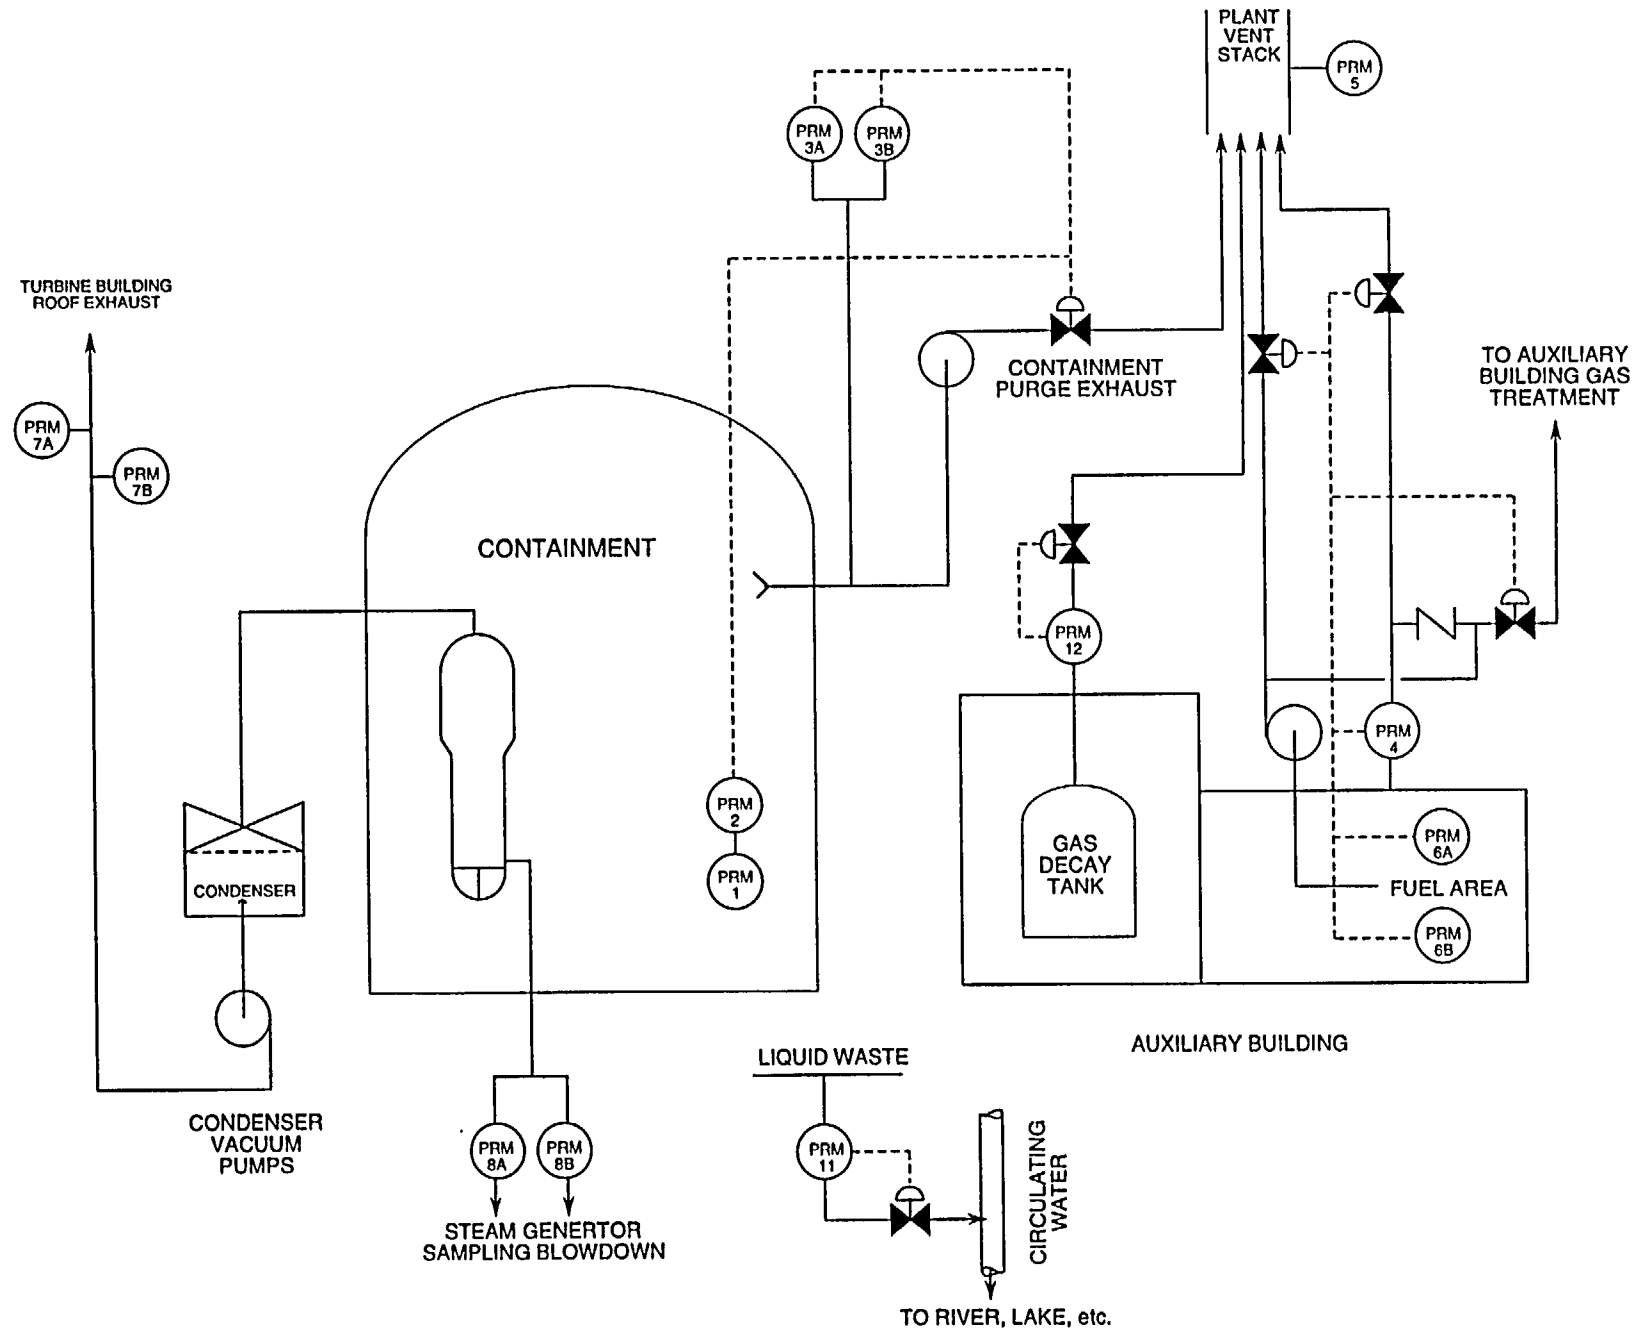 PLANT
VENT
STACK
PRM
5
PRM
3A
PRM
3B
TURBINE BUILDING
ROOF EXHAUST
PRM
7A
PRM
7B
CONTAINMENT
PURGE EXHAUST
TO AUXILIARY
BUILDING GAS
TREATMENT
CONTAINMENT
PRM
12
PRM
4
PRM
2
PRM
1
CONDENSER
GAS
DECAY
TANK
PRM
6A
FUEL AREA
PRM
6B
AUXILIARY BUILDING
CONDENSER
VACUUM
PUMPS
PRM
8A
PRM
8B
STEAM GENERTOR
SAMPLING BLOWDOWN
LIQUID WASTE
PRM
11
CIRCULATING
WATER
TO RIVER, LAKE, etc.